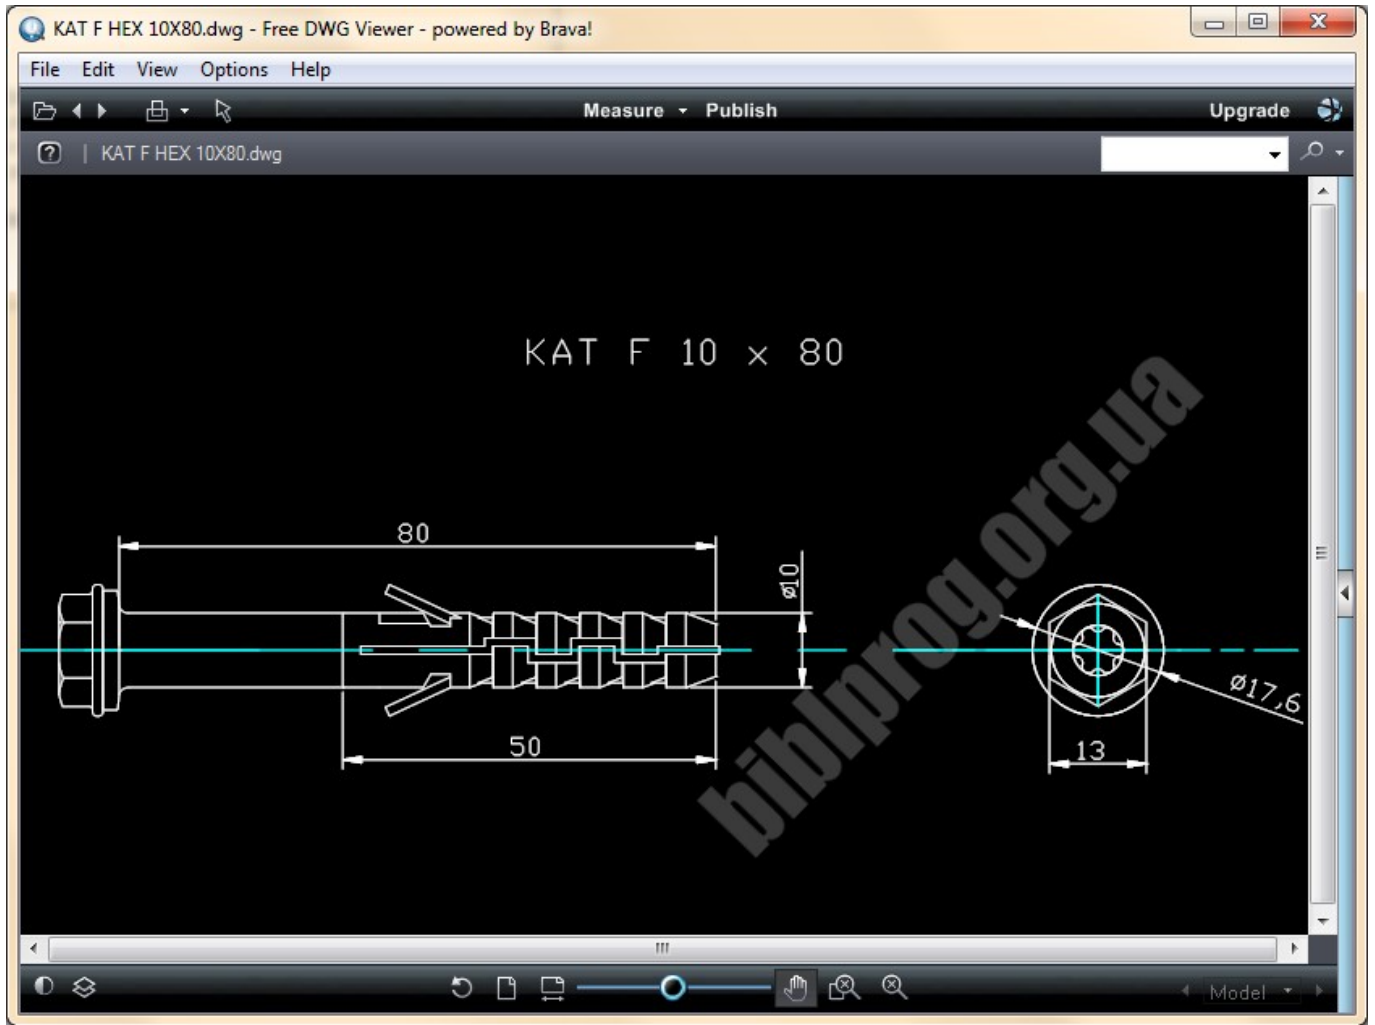 KAT F HEX 10X80.dwg - Free DWG Viewer - powered by Brava!
File Edit View Options Help
Measure Publish Upgrade
? | KAT F HEX 10X80.dwg
KAT F 10 x 80
80
ø10
50
ø17,6
13
biblprog.org.ua
Model